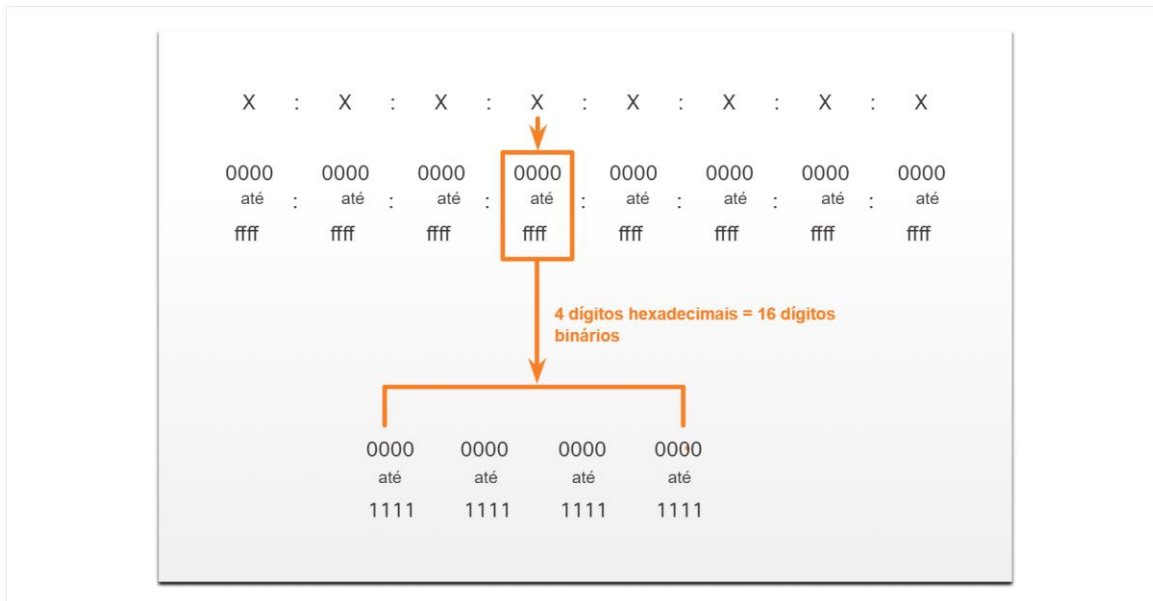 X : X : X : X : X : X : X : X
0000 0000 0000 0000 0000 0000 0000 0000
até : até : até : até : até : até : até : até
ffff ffff ffff ffff ffff ffff ffff ffff
4 dígitos hexadecimais = 16 dígitos
binários
0000 0000 0000 0000
até até até até
1111 1111 1111 1111